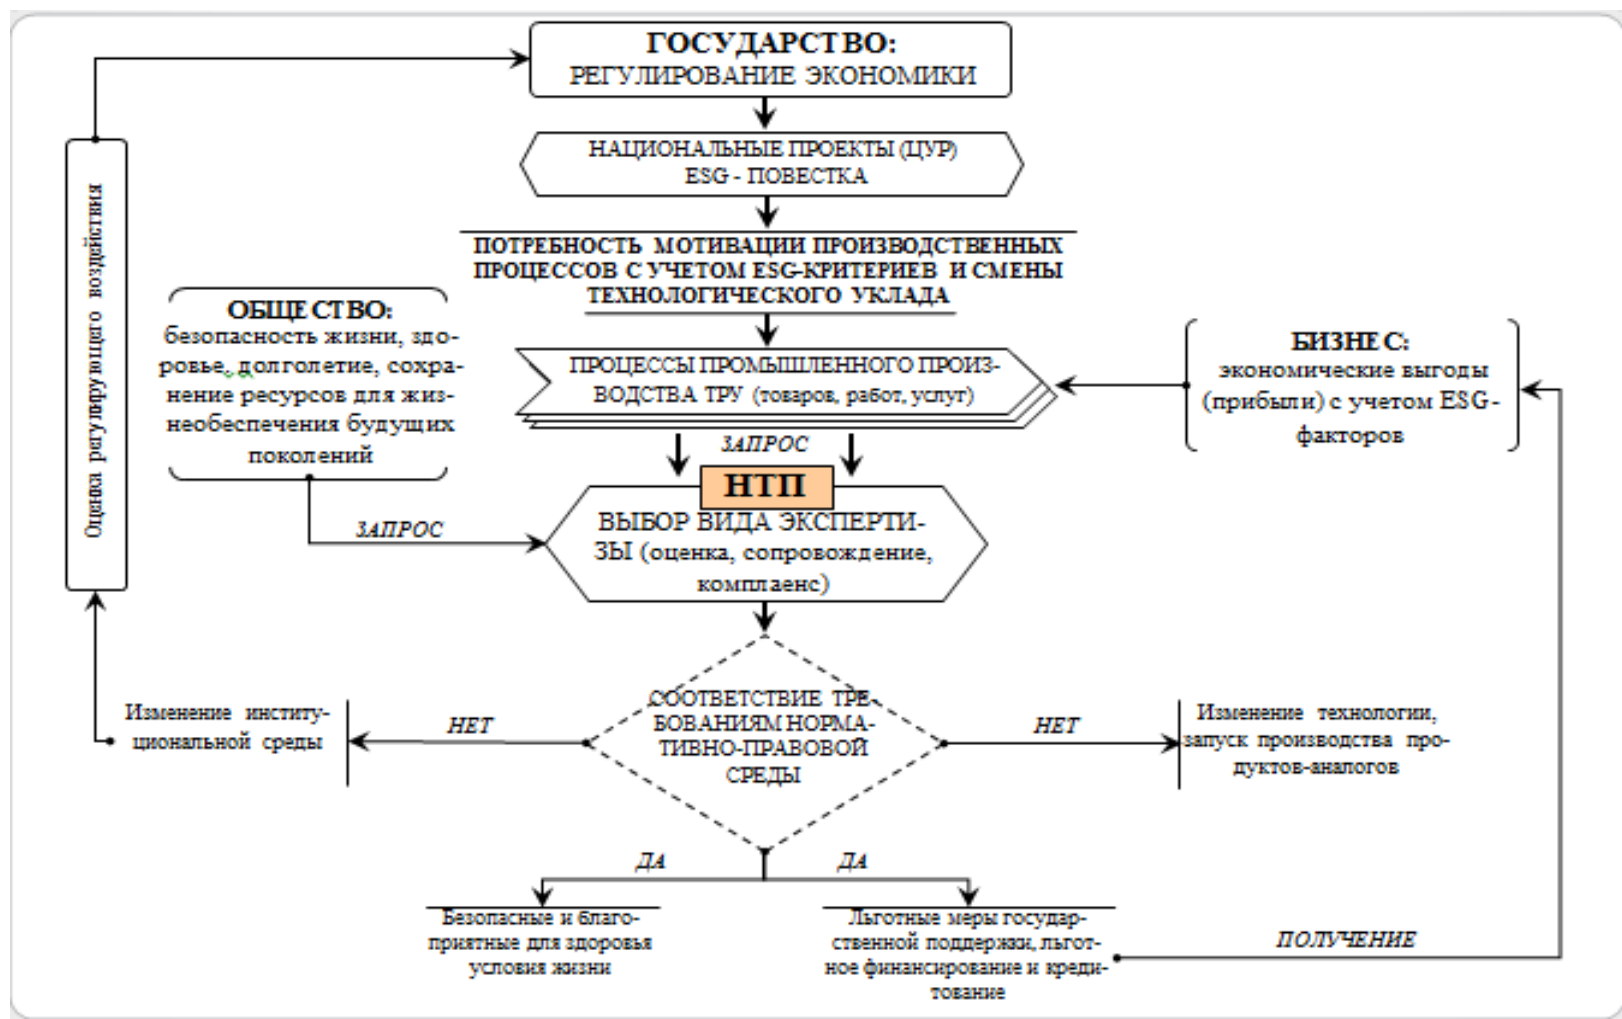 ГОСУДАРСТВО:
РЕГУЛИРОВАНИЕ ЭКОНОМИКИ
НАЦИОНАЛЬНЫЕ ПРОЕКТЫ (ЦУР)
ESG - ПОВЕСТКА
ПОТРЕБНОСТЬ МОТИВАЦИИ ПРОИЗВОДСТВЕННЫХ
ПРОЦЕССОВ С УЧЕТОМ ESG-КРИТЕРИЕВ И СМЕНЫ
ТЕХНОЛОГИЧЕСКОГО УКЛАДА
Оценка регулирующего воздействия
ОБЩЕСТВО:
безопасность жизни, здо-
ровье, долголетие, сохра-
нение ресурсов для жиз-
необеспечения будущих
поколений
ПРОЦЕССЫ ПРОМЫШЛЕННОГО ПРОИЗ-
ВОДСТВА ТРУ (товаров, работ, услуг)
БИЗНЕС:
экономические выгоды
(прибыли) с учетом ESG-
факторов
ЗАПРОС
НТП
ЗАПРОС
ВЫБОР ВИДА ЭКСПЕРТИ-
ЗЫ (оценка, сопровождение,
комплаенс)
СООТВЕТСТВИЕ ТРЕ-
БОВАНИЯМ НОРМА-
ТИВНО-ПРАВОВОЙ
СРЕДЫ
НЕТ
НЕТ
Изменение институ-
циональной среды
Изменение технологии,
запуск производства про-
дуктов-аналогов
ДА
ДА
Безопасные и благо-
приятные для здоровья
условия жизни
Льготные меры государ-
ственной поддержки, льгот-
ное финансирование и креди-
тование
ПОЛУЧЕНИЕ